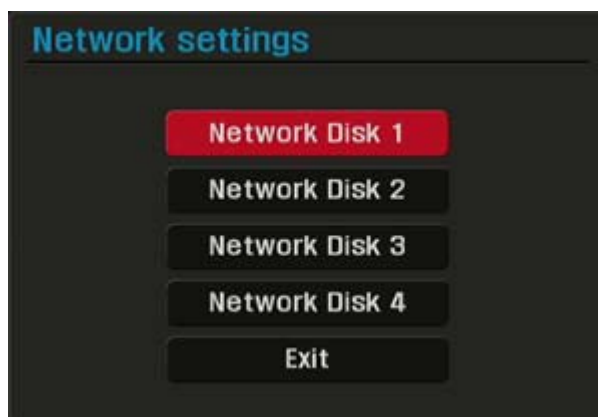 Network settings
Network Disk 1
Network Disk 2
Network Disk 3
Network Disk 4
Exit